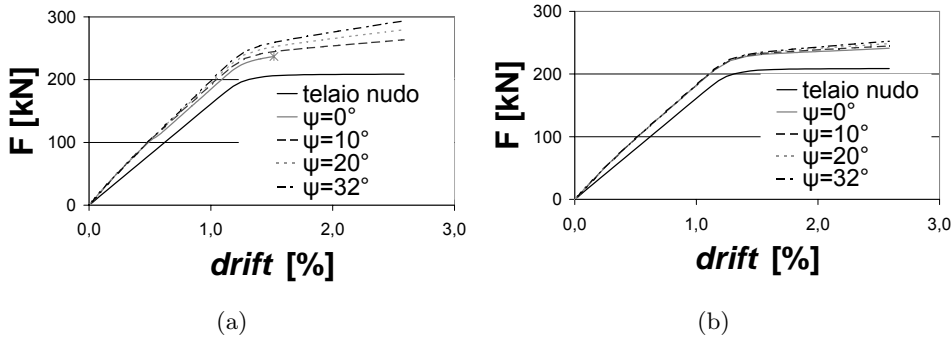 300
200
100
0
F [kN]
telaio nudo
ψ=0°
ψ=10°
ψ=20°
ψ=32°
0,0 1,0 2,0 3,0
drift [%]
(a)
300
200
100
0
F [kN]
telaio nudo
ψ=0°
ψ=10°
ψ=20°
ψ=32°
0,0 1,0 2,0 3,0
drift [%]
(b)